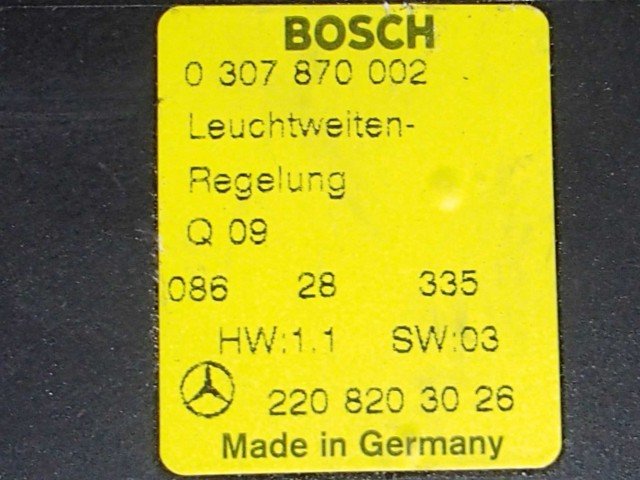 BOSCH
0 307 870 002
Leuchtweiten-
Regelung
Q 09
086 28 335
HW:1.1 SW:03
220 820 30 26
Made in Germany